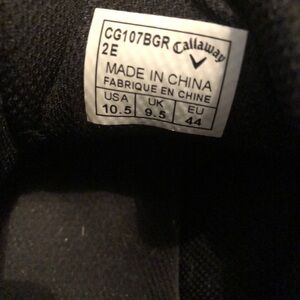 CG107BGR Callaway
2E
MADE IN CHINA
FABRIQUE EN CHINE
USA UK EU
10.5 9.5 44